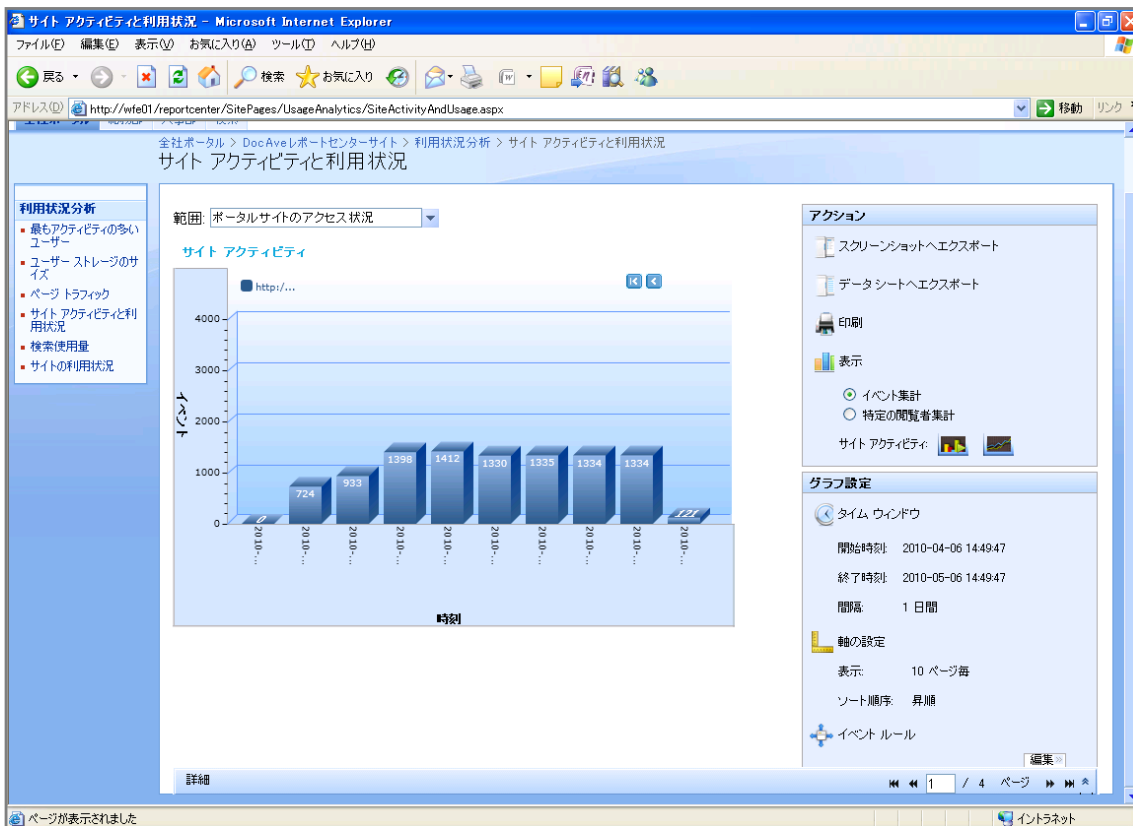 サイト アクティビティと利用状況 - Microsoft Internet Explorer
ファイル(F) 編集(E) 表示(V) お気に入り(A) ツール(T) ヘルプ(H)
戻る 検索 お気に入り
アドレス(D) http://wfe01/reportcenter/SitePages/UsageAnalytics/SiteActivityAndUsage.aspx 移動 リンク
全社ポータル > DocAveレポートセンターサイト > 利用状況分析 > サイト アクティビティと利用状況
サイト アクティビティと利用状況
利用状況分析
最もアクティビティの多い
ユーザー
ユーザー ストレージのサ
イズ
ページ トラフィック
サイト アクティビティと利
用状況
検索使用量
サイトの利用状況
範囲: ポータルサイトのアクセス状況
サイト アクティビティ
http:/...
イベント
4000
3000
2000
1000
0
0 724 933 1398 1412 1330 1335 1334 1334 121
2010-... 2010-... 2010-... 2010-... 2010-... 2010-... 2010-... 2010-... 2010-... 2010-...
時刻
アクション
スクリーンショットへエクスポート
データシートへエクスポート
印刷
表示
イベント集計
特定の閲覧者集計
サイト アクティビティ:
グラフ設定
タイム ウィンドウ
開始時刻: 2010-04-06 14:49:47
終了時刻: 2010-05-06 14:49:47
間隔: 1 日間
軸の設定
表示: 10 ページ毎
ソート順序: 昇順
イベント ルール
編集
詳細 1 / 4 ページ
ページが表示されました イントラネット